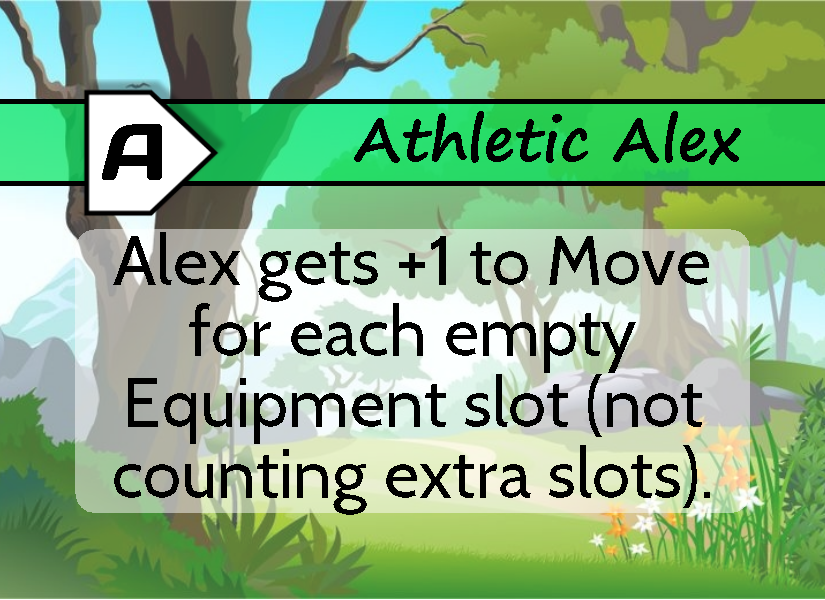 A
Athletic Alex
Alex gets +1 to Move
for each empty
Equipment slot (not
counting extra slots).